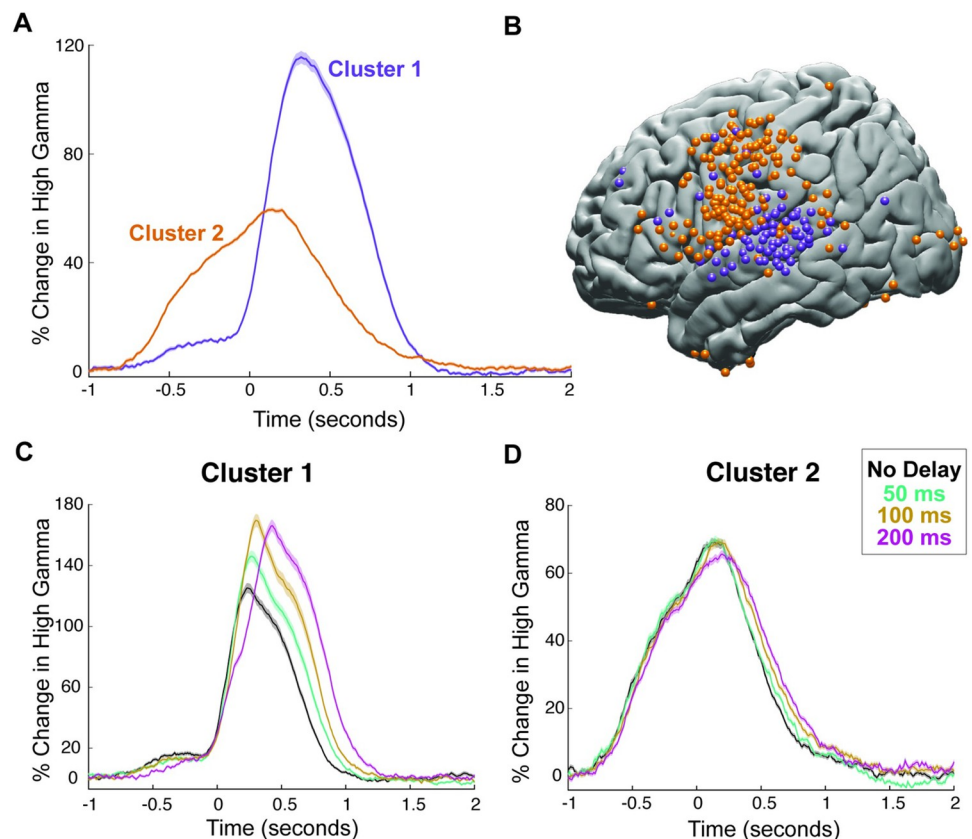 A
% Change in High Gamma
120
80
40
0
-1
-0.5
0
0.5
1
1.5
2
Time (seconds)
Cluster 1
Cluster 2
B
C
Cluster 1
% Change in High Gamma
180
140
100
60
20
0
-1
-0.5
0
0.5
1
1.5
2
Time (seconds)
D
Cluster 2
% Change in High Gamma
80
60
40
20
0
-1
-0.5
0
0.5
1
1.5
2
Time (seconds)
No Delay
50 ms
100 ms
200 ms